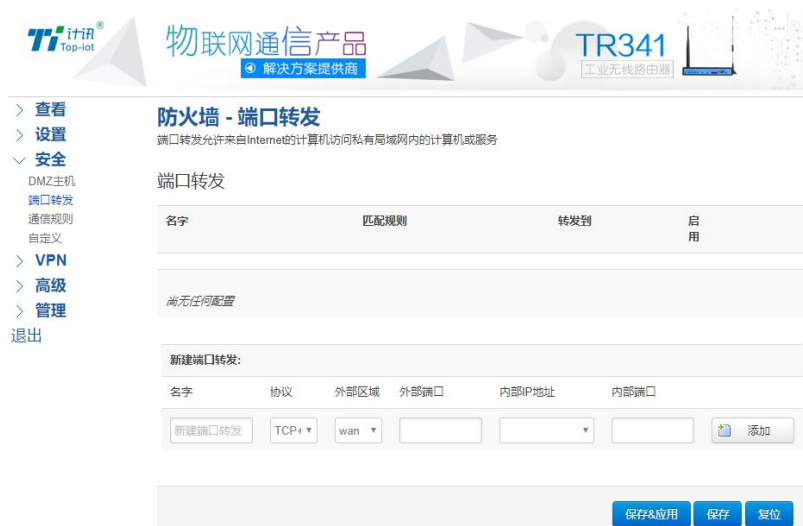 Ti 计讯®
Top-iot
物联网通信产品
解决方案提供商
TR341
工业无线路由器
查看
设置
安全
DMZ主机
端口转发
通信规则
自定义
VPN
高级
管理
退出
防火墙 - 端口转发
端口转发允许来自Internet的计算机访问私有局域网内的计算机或服务
端口转发
名字 匹配规则 转发到 启
用
尚无任何配置
新建端口转发:
名字 协议 外部区域 外部端口 内部IP地址 内部端口
新建端口转发 TCP+ wan 添加
保存&应用 保存 复位